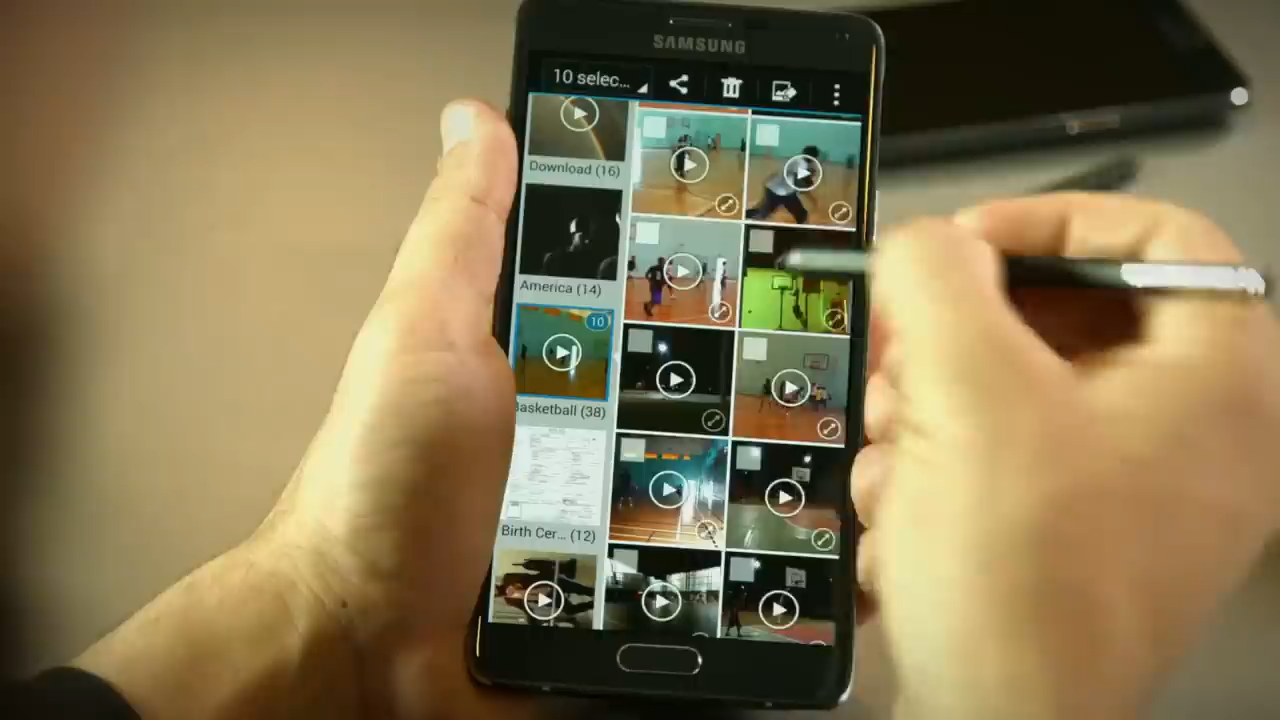 SAMSUNG
10 selec...
Download (16)
America (14)
10
Basketball (38)
Birth Cer... (12)